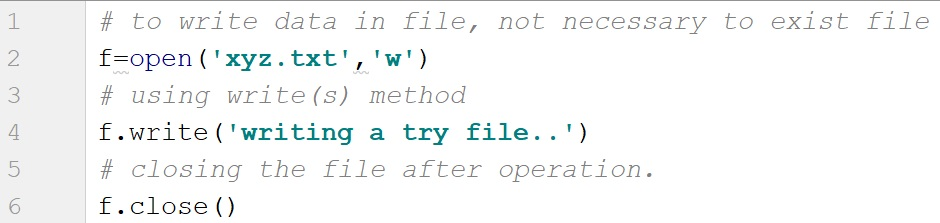 1 # to write data in file, not necessary to exist file
2 f=open('xyz.txt','w')
3 # using write(s) method
4 f.write('writing a try file..')
5 # closing the file after operation.
6 f.close()